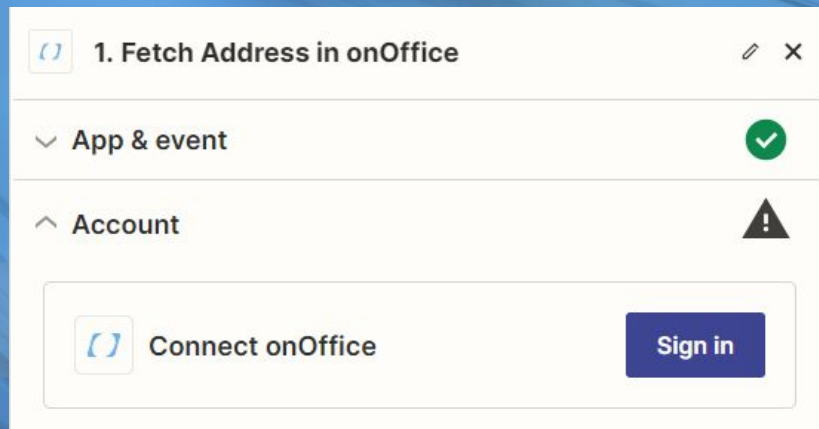 1. Fetch Address in onOffice
App & event
Account
Connect onOffice
Sign in